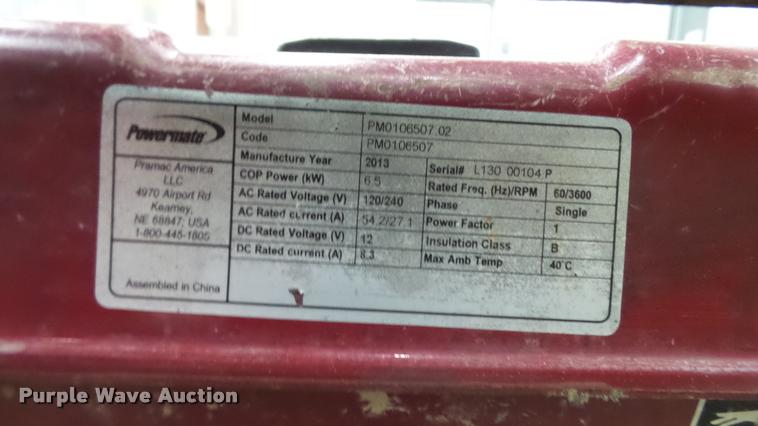 Powermate
Pramac America
LLC
4970 Airport Rd
Kearney,
NE 68847, USA
1-800-445-1805
Assembled in China
Model PM0106507.02
Code PM0106507
Manufacture Year 2013 Serial# L130 00104 P
COP Power (kW) 6.5 Rated Freq. (Hz)/RPM 60/3600
AC Rated Voltage (V) 120/240 Phase Single
AC Rated current (A) 54.2/27.1 Power Factor 1
DC Rated Voltage (V) 12 Insulation Class B
DC Rated current (A) 8.3 Max Amb Temp 40°C
Purple Wave Auction